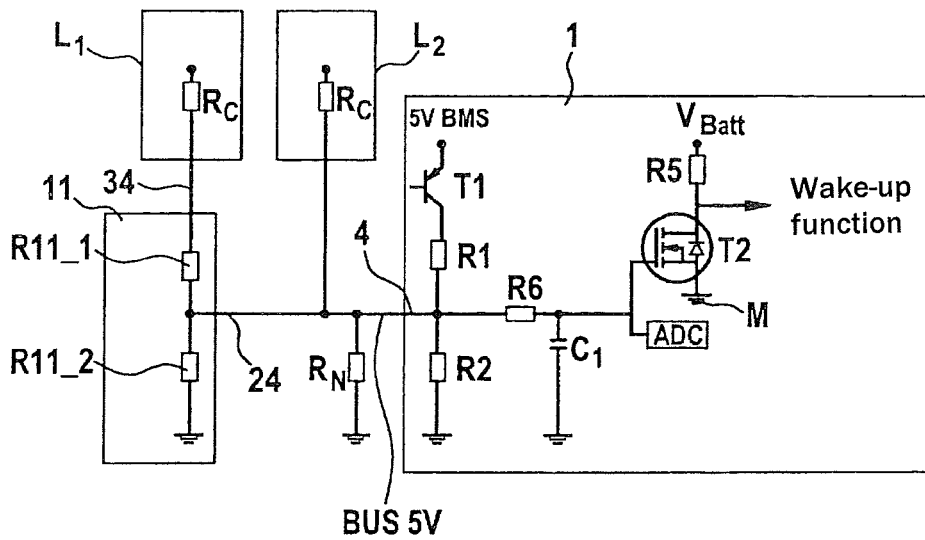 L1
L2
1
RC
RC
5V BMS
VBatt
34
T1
R5
Wake-up
function
11
R11_1
4
R1
T2
R6
M
ADC
R11_2
24
RN
R2
C1
BUS 5V